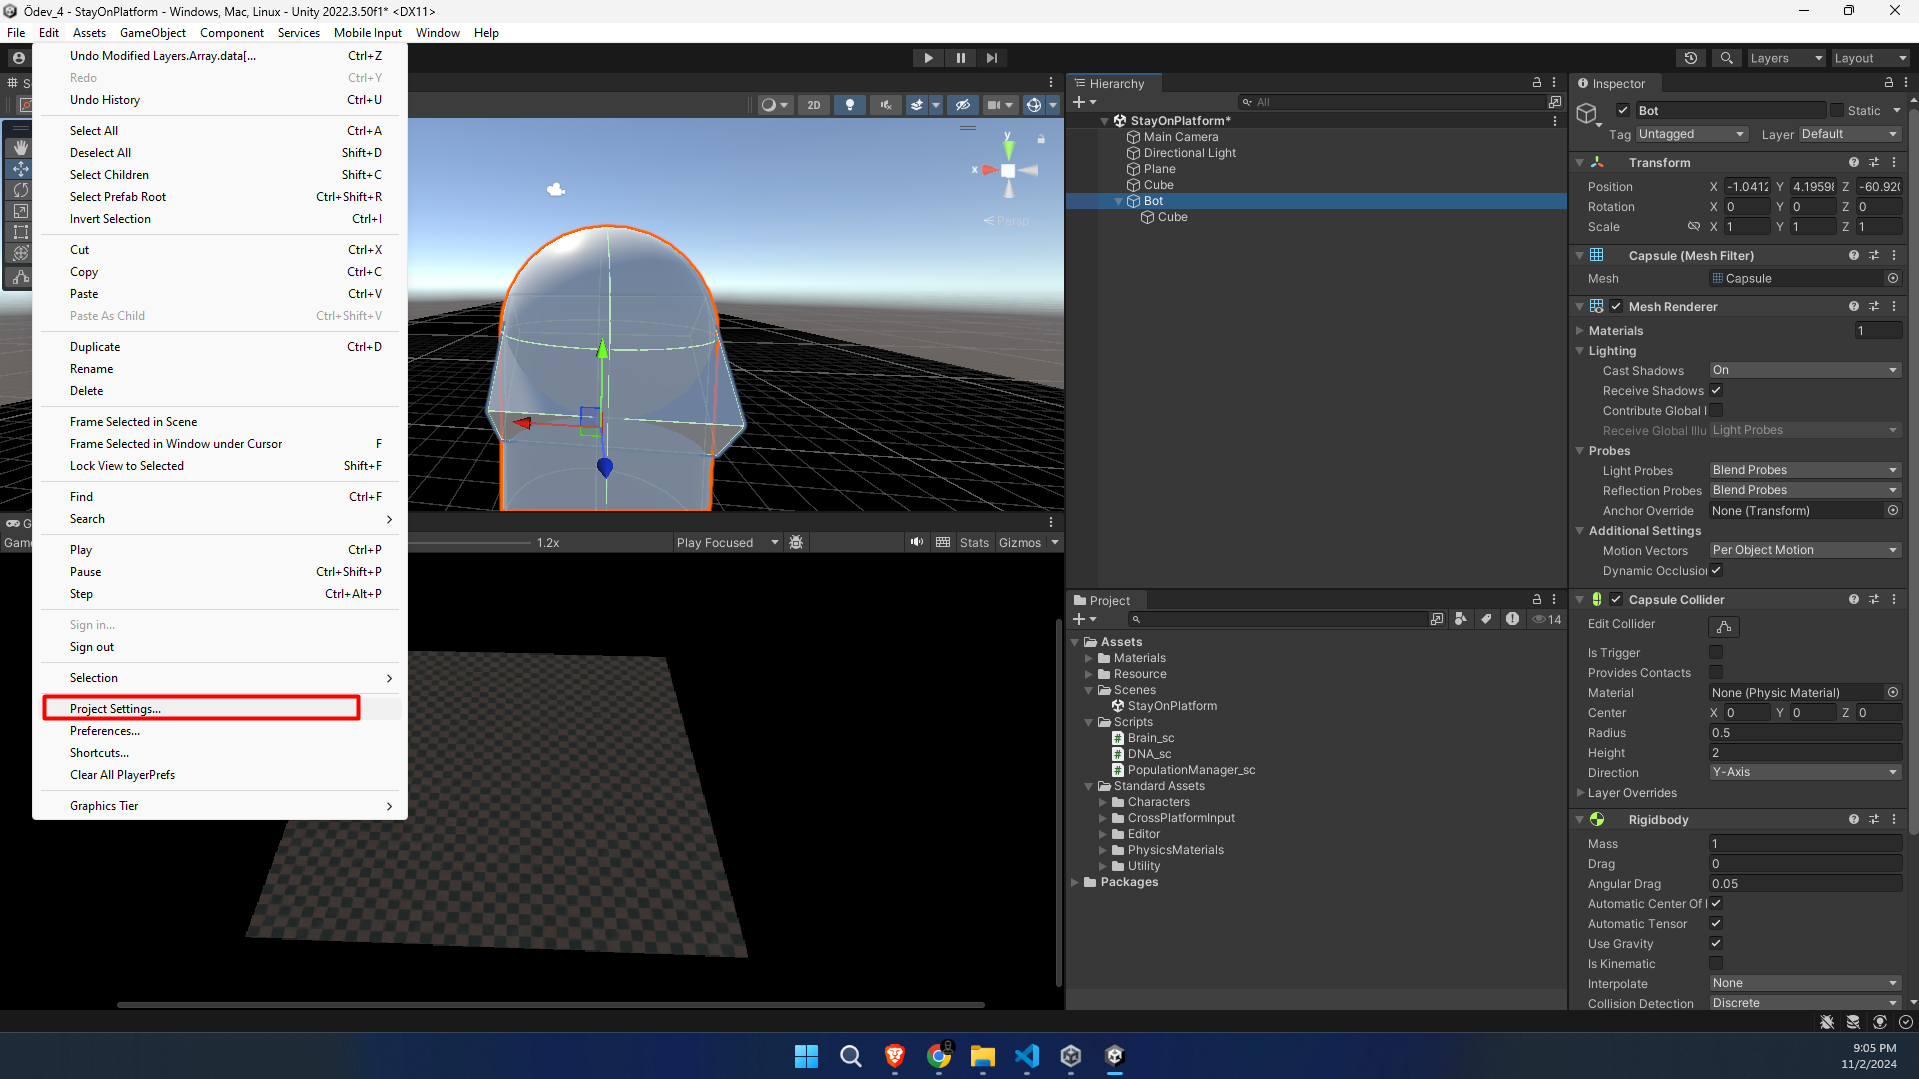 Ödev_4 - StayOnPlatform - Windows, Mac, Linux - Unity 2022.3.50f1* <DX11>
File Edit Assets GameObject Component Services Mobile Input Window Help
Undo Modified Layers.Array.data[... Ctrl+Z
Redo Ctrl+Y
Undo History Ctrl+U
Select All Ctrl+A
Deselect All Shift+D
Select Children Shift+C
Select Prefab Root Ctrl+Shift+R
Invert Selection Ctrl+I
Cut Ctrl+X
Copy Ctrl+C
Paste Ctrl+V
Paste As Child Ctrl+Shift+V
Duplicate Ctrl+D
Rename
Delete
Frame Selected in Scene
Frame Selected in Window under Cursor F
Lock View to Selected Shift+F
Find Ctrl+F
Search
Play Ctrl+P
Pause Ctrl+Shift+P
Step Ctrl+Alt+P
Sign in...
Sign out
Selection
Project Settings...
Preferences...
Shortcuts...
Clear All PlayerPrefs
Graphics Tier
Layers Layout
2D
y
x
Persp
1.2x Play Focused Stats Gizmos
Hierarchy
All
StayOnPlatform*
Main Camera
Directional Light
Plane
Cube
Bot
Cube
Project
14
Assets
Materials
Resource
Scenes
StayOnPlatform
Scripts
Brain_sc
DNA_sc
PopulationManager_sc
Standard Assets
Characters
CrossPlatformInput
Editor
PhysicsMaterials
Utility
Packages
Inspector
Bot Static
Tag Untagged Layer Default
Transform
Position X -1.0412 Y 4.19598 Z -60.920
Rotation X 0 Y 0 Z 0
Scale X 1 Y 1 Z 1
Capsule (Mesh Filter)
Mesh Capsule
Mesh Renderer
Materials 1
Lighting
Cast Shadows On
Receive Shadows
Contribute Global I
Receive Global Illu Light Probes
Probes
Light Probes Blend Probes
Reflection Probes Blend Probes
Anchor Override None (Transform)
Additional Settings
Motion Vectors Per Object Motion
Dynamic Occlusion
Capsule Collider
Edit Collider
Is Trigger
Provides Contacts
Material None (Physic Material)
Center X 0 Y 0 Z 0
Radius 0.5
Height 2
Direction Y-Axis
Layer Overrides
Rigidbody
Mass 1
Drag 0
Angular Drag 0.05
Automatic Center Of
Automatic Tensor
Use Gravity
Is Kinematic
Interpolate None
Collision Detection Discrete
9:05 PM
11/2/2024